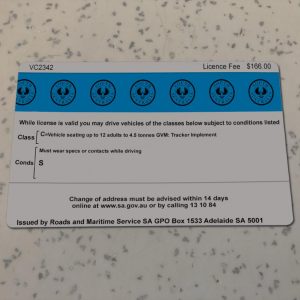 VC2342 Licence Fee $166.00
While license is valid you may drive vehicles of the classes below subject to conditions listed
Class C=Vehicle seating up to 12 adults to 4.5 tonnes GVM: Tracker Implement
Must wear specs or contacts while driving
Conds S
Change of address must be advised within 14 days
online at www.sa.gov.au or by calling 13 10 84
Issued by Roads and Maritime Service SA GPO Box 1533 Adelaide SA 5001